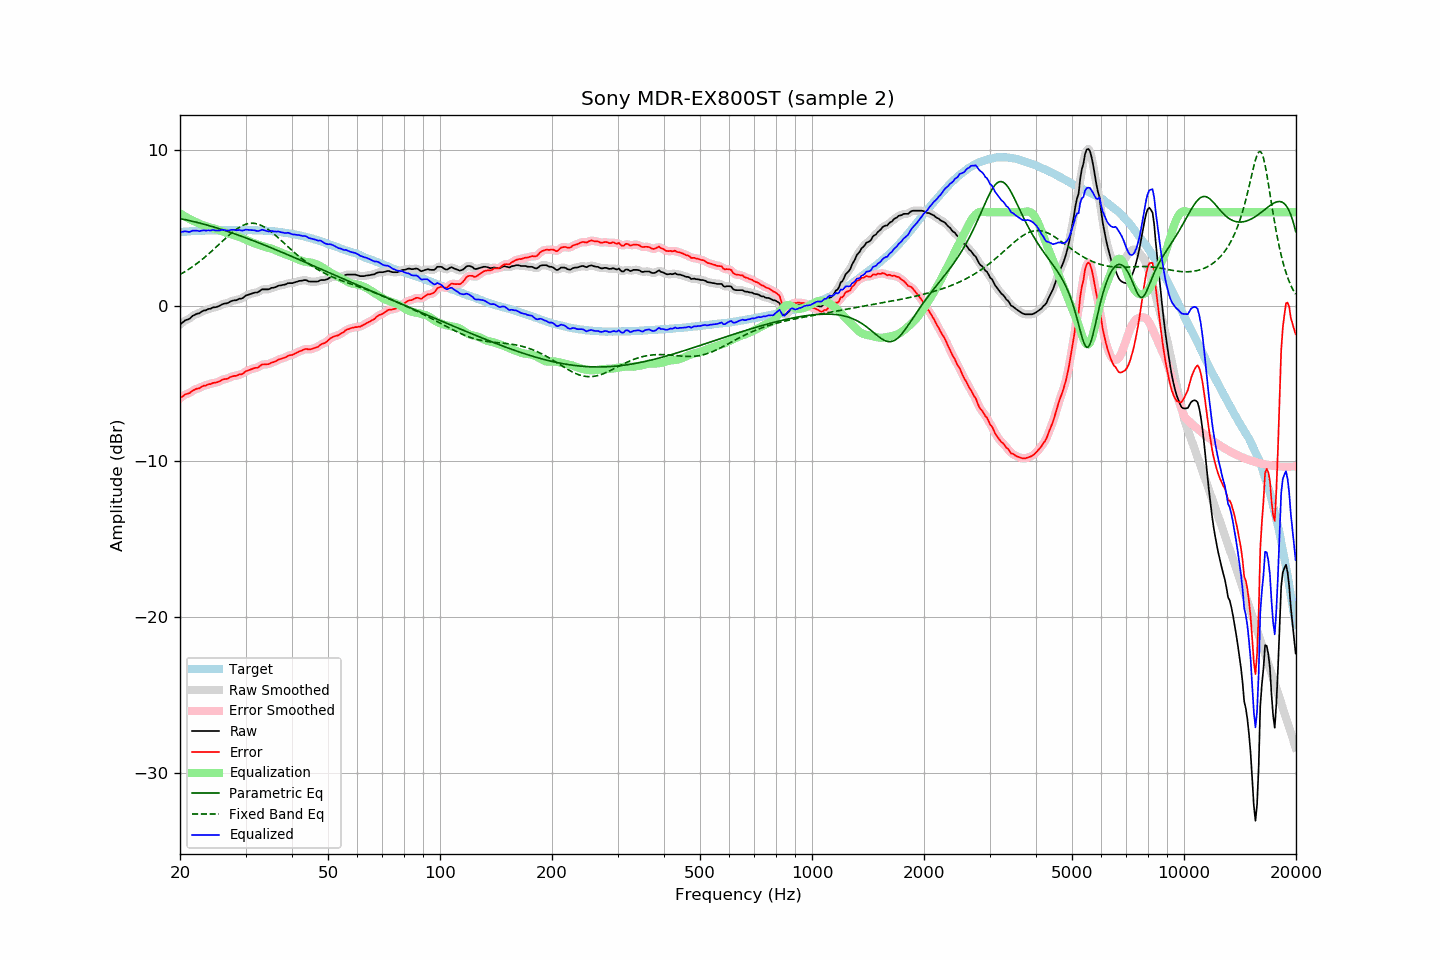 Sony MDR-EX800ST (sample 2)
Amplitude (dBr)
10
0
−10
−20
−30
Target
Raw Smoothed
Error Smoothed
Raw
Error
Equalization
Parametric Eq
Fixed Band Eq
Equalized
20 50 100 200 500 1000 2000 5000 10000 20000
Frequency (Hz)